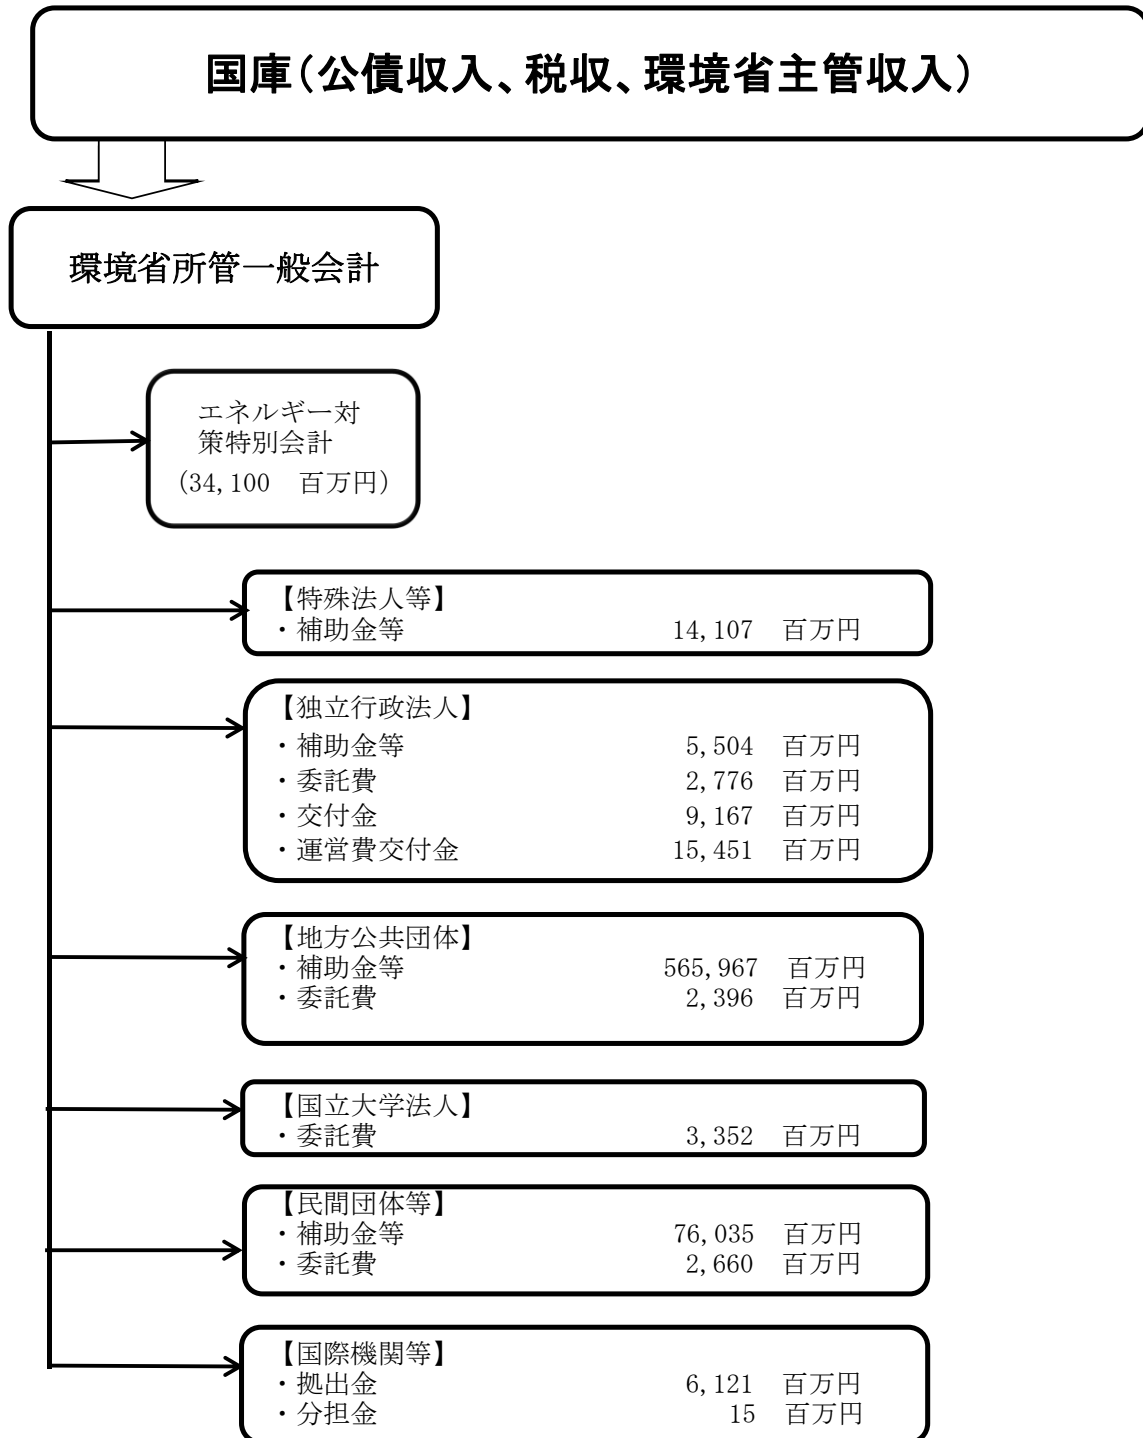 国庫(公債収入、税収、環境省主管収入)
環境省所管一般会計
エネルギー対
策特別会計
(34,100 百万円)
【特殊法人等】
・補助金等 14,107 百万円
【独立行政法人】
・補助金等 5,504 百万円
・委託費 2,776 百万円
・交付金 9,167 百万円
・運営費交付金 15,451 百万円
【地方公共団体】
・補助金等 565,967 百万円
・委託費 2,396 百万円
【国立大学法人】
・委託費 3,352 百万円
【民間団体等】
・補助金等 76,035 百万円
・委託費 2,660 百万円
【国際機関等】
・拠出金 6,121 百万円
・分担金 15 百万円